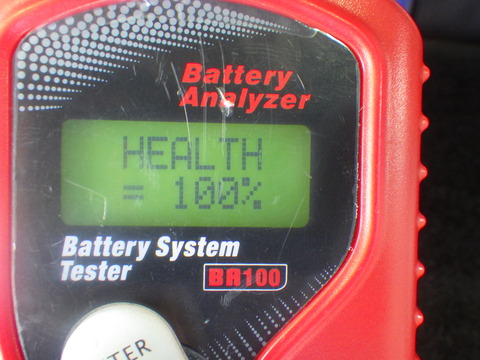 Battery
Analyzer
HEALTH
= 100%
Battery System
Tester
BR100